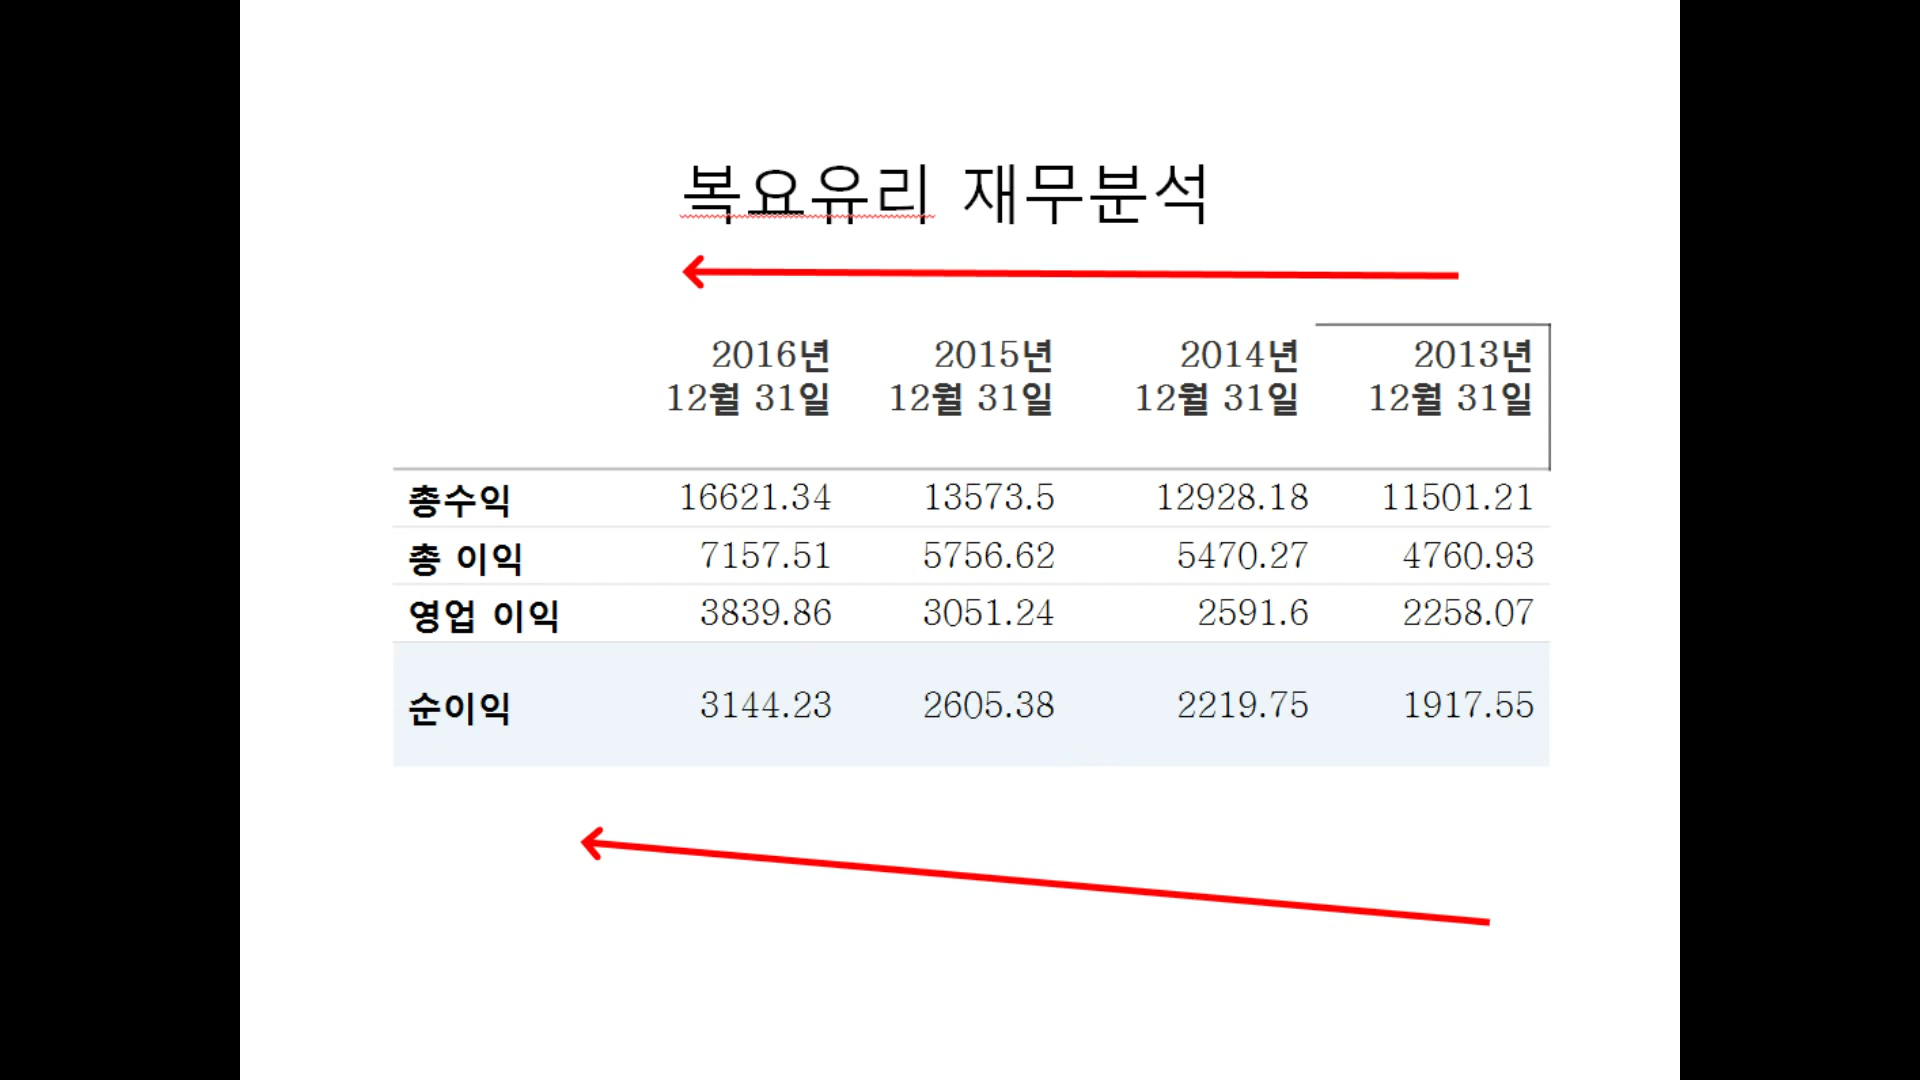 복요유리 재무분석
2016년 2015년 2014년 2013년
12월 31일 12월 31일 12월 31일 12월 31일
총수익 16621.34 13573.5 12928.18 11501.21
총 이익 7157.51 5756.62 5470.27 4760.93
영업 이익 3839.86 3051.24 2591.6 2258.07
순이익 3144.23 2605.38 2219.75 1917.55